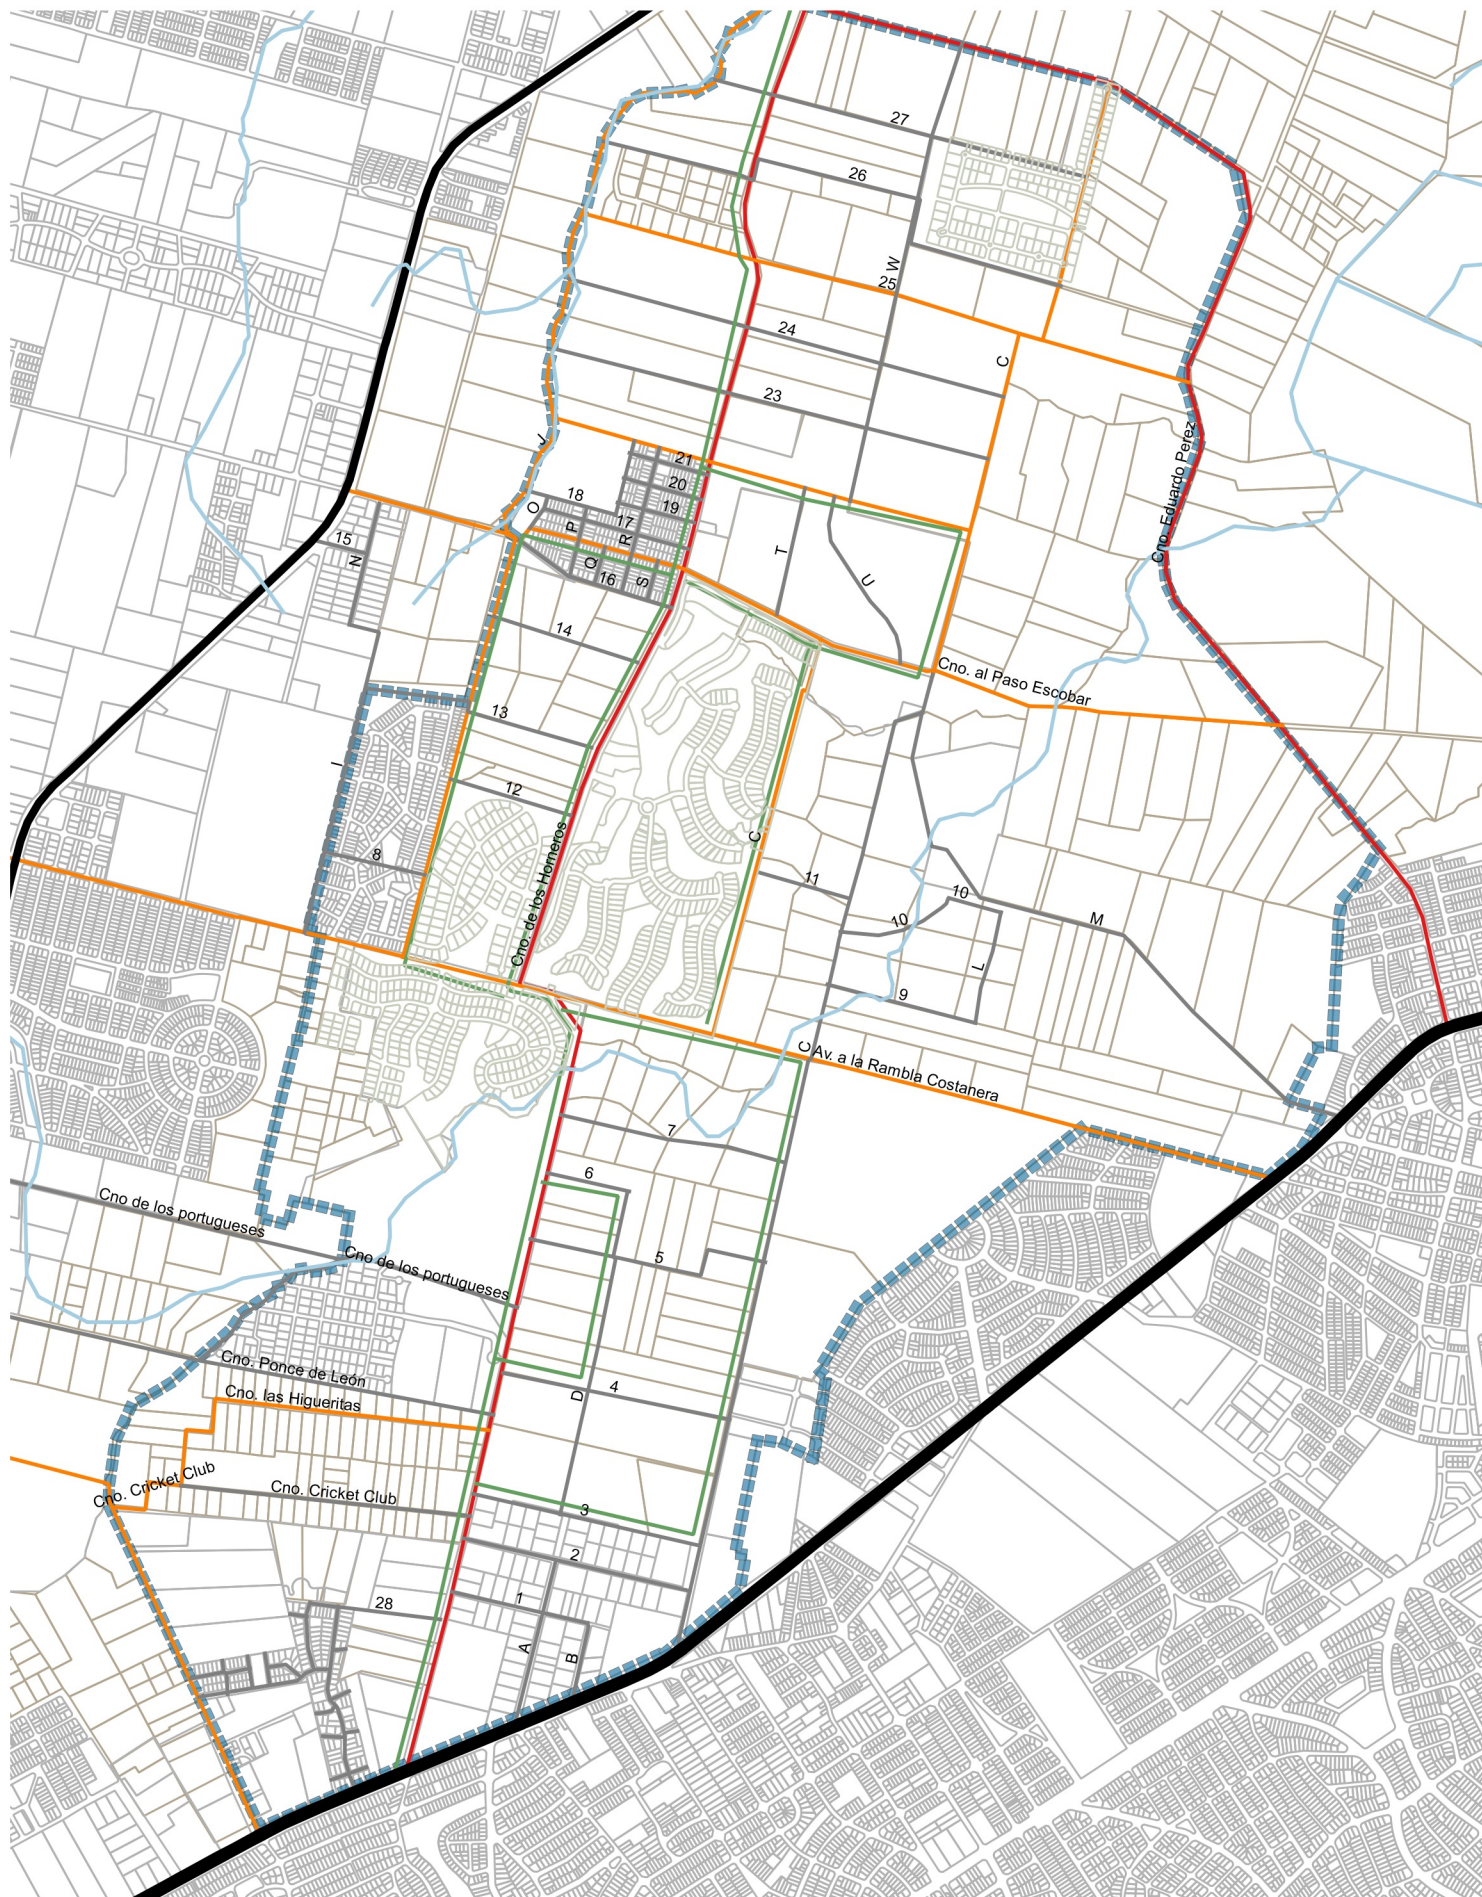 27
26
W
25
24
C
23
J
21
20
18
O
19
17
P
R
Cno. Eduardo Perez
15
N
T
Q
16
S
U
14
Cno. al Paso Escobar
13
I
12
C
8
Cno. de los Horneros
11
10
10
M
L
9
C
Av. a la Rambla Costanera
7
6
Cno de los portugueses
Cno de los portugueses
5
Cno. Ponce de León
Cno. las Higueritas
D
4
Cno. Cricket Club
Cno. Cricket Club
3
2
1
28
A
B